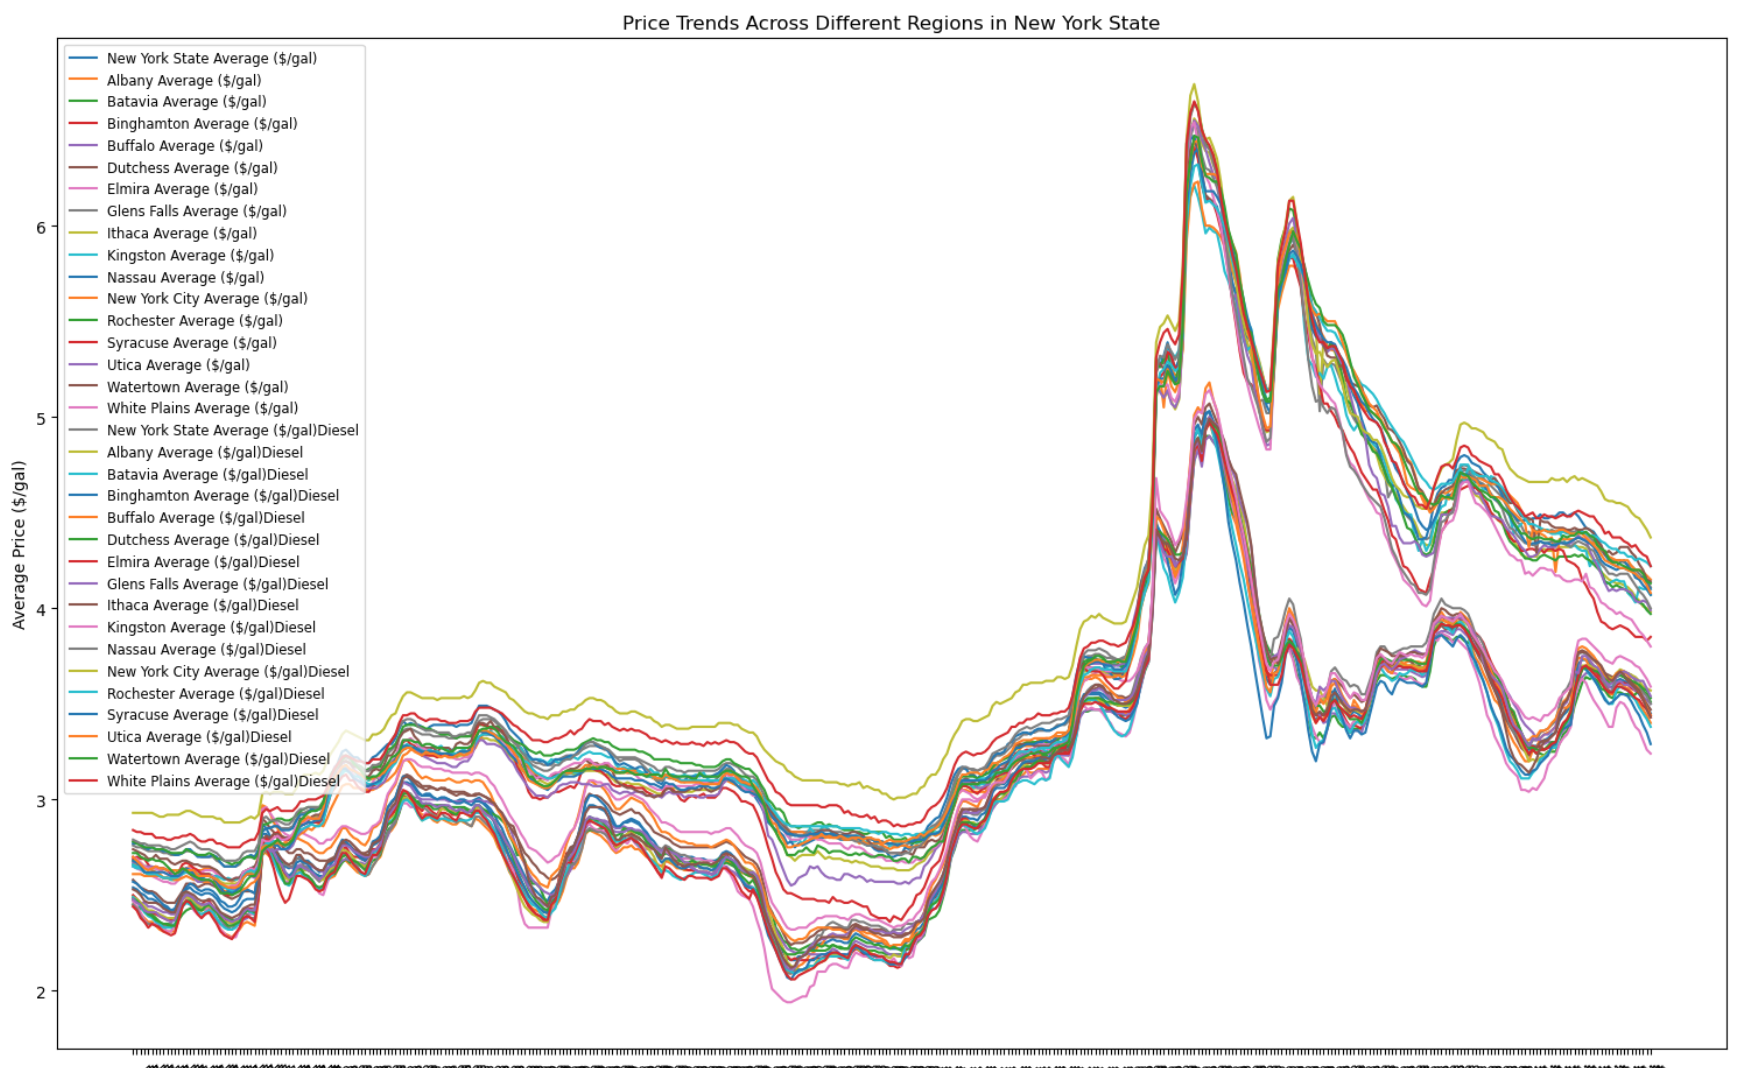 Price Trends Across Different Regions in New York State
New York State Average ($/gal)
Albany Average ($/gal)
Batavia Average ($/gal)
Binghamton Average ($/gal)
Buffalo Average ($/gal)
Dutchess Average ($/gal)
Elmira Average ($/gal)
Glens Falls Average ($/gal)
Ithaca Average ($/gal)
Kingston Average ($/gal)
Nassau Average ($/gal)
New York City Average ($/gal)
Rochester Average ($/gal)
Syracuse Average ($/gal)
Utica Average ($/gal)
Watertown Average ($/gal)
White Plains Average ($/gal)
New York State Average ($/gal)Diesel
Albany Average ($/gal)Diesel
Batavia Average ($/gal)Diesel
Binghamton Average ($/gal)Diesel
Buffalo Average ($/gal)Diesel
Dutchess Average ($/gal)Diesel
Elmira Average ($/gal)Diesel
Glens Falls Average ($/gal)Diesel
Ithaca Average ($/gal)Diesel
Kingston Average ($/gal)Diesel
Nassau Average ($/gal)Diesel
New York City Average ($/gal)Diesel
Rochester Average ($/gal)Diesel
Syracuse Average ($/gal)Diesel
Utica Average ($/gal)Diesel
Watertown Average ($/gal)Diesel
White Plains Average ($/gal)Diesel
Average Price ($/gal)
6
5
4
3
2